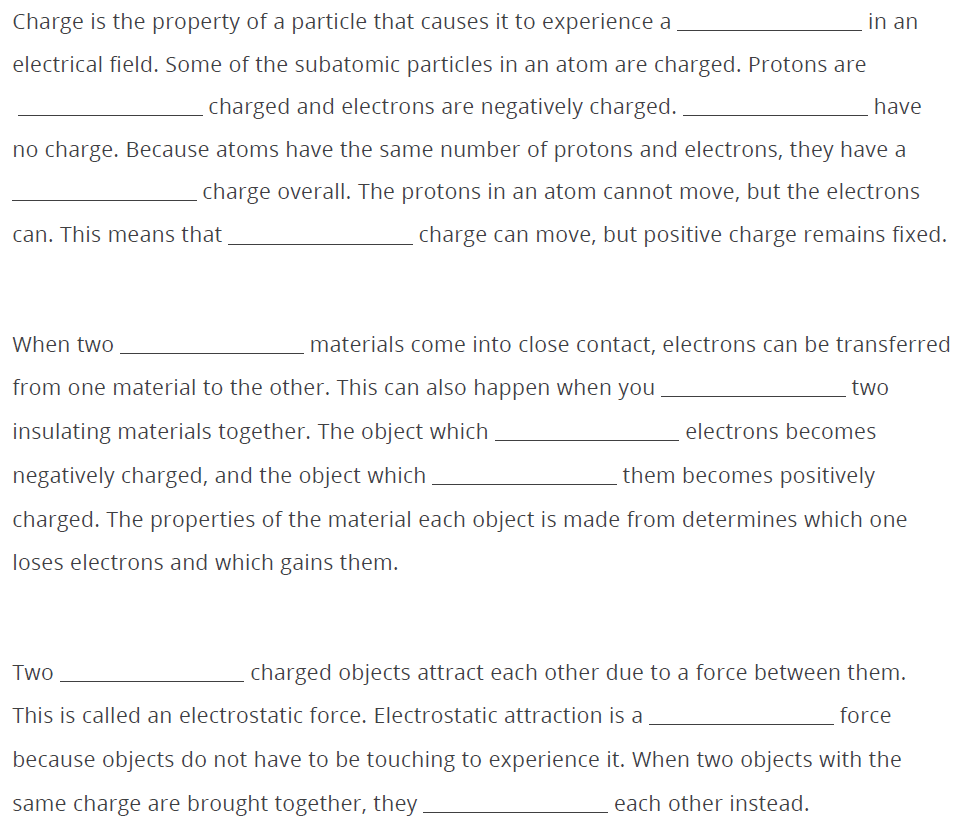 Charge is the property of a particle that causes it to experience a ________________ in an
electrical field. Some of the subatomic particles in an atom are charged. Protons are
________________ charged and electrons are negatively charged. ________________ have
no charge. Because atoms have the same number of protons and electrons, they have a
________________ charge overall. The protons in an atom cannot move, but the electrons
can. This means that ________________ charge can move, but positive charge remains fixed.
When two ________________ materials come into close contact, electrons can be transferred
from one material to the other. This can also happen when you ________________ two
insulating materials together. The object which ________________ electrons becomes
negatively charged, and the object which ________________ them becomes positively
charged. The properties of the material each object is made from determines which one
loses electrons and which gains them.
Two ________________ charged objects attract each other due to a force between them.
This is called an electrostatic force. Electrostatic attraction is a ________________ force
because objects do not have to be touching to experience it. When two objects with the
same charge are brought together, they ________________ each other instead.